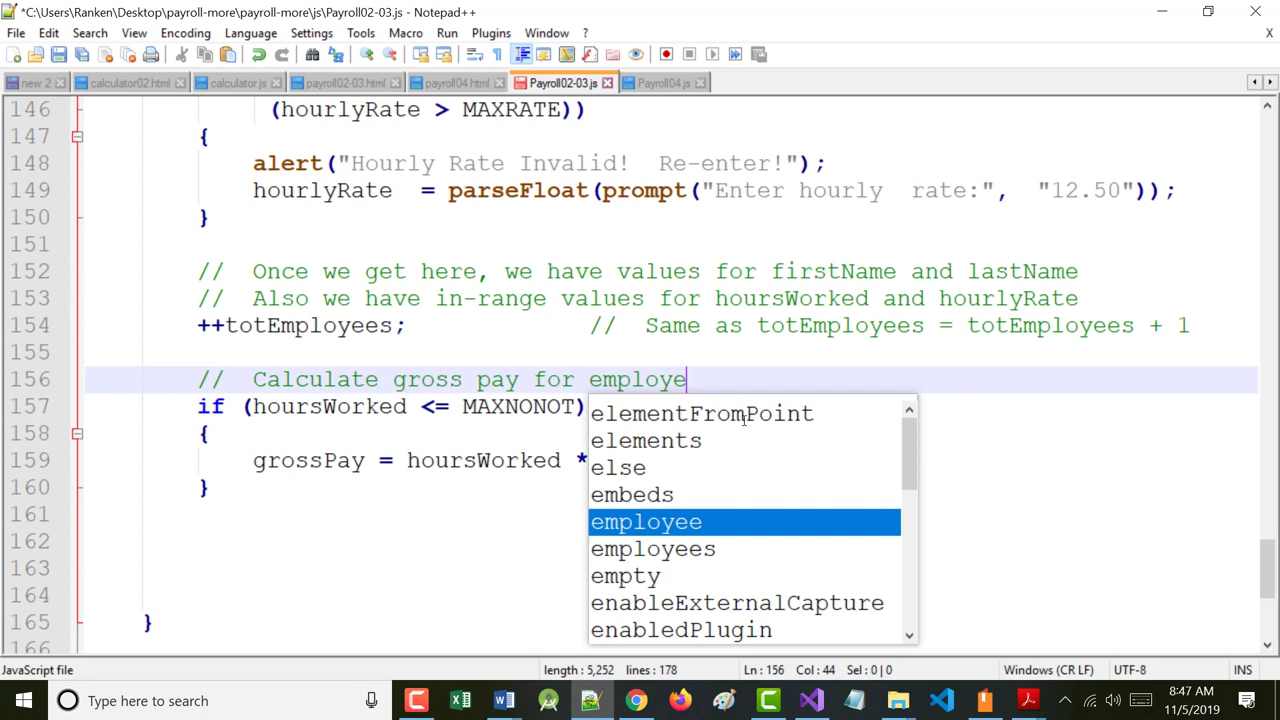 *C:\Users\Ranken\Desktop\payroll-more\payroll-more\js\Payroll02-03.js - Notepad++
File Edit Search View Encoding Language Settings Tools Macro Run Plugins Window ? X
new 2 calculator02.html calculator.js payroll02-03.html payroll04.html Payroll02-03.js Payroll04.js
146 (hourlyRate > MAXRATE))
147 {
148 alert("Hourly Rate Invalid!  Re-enter!");
149 hourlyRate  = parseFloat(prompt("Enter hourly  rate:",  "12.50"));
150 }
151
152 //  Once we get here, we have values for firstName and lastName
153 //  Also we have in-range values for hoursWorked and hourlyRate
154 ++totEmployees;             //  Same as totEmployees = totEmployees + 1
155
156 //  Calculate gross pay for employe
157 if (hoursWorked <= MAXNONOT)
158 {
159 grossPay = hoursWorked *
160 }
161
162
163
164
165 }
166
elementFromPoint
elements
else
embeds
employee
employees
empty
enableExternalCapture
enabledPlugin
JavaScript file length : 5,252 lines : 178 Ln : 156 Col : 44 Sel : 0 | 0 Windows (CR LF) UTF-8 INS
Type here to search 8:47 AM
11/5/2019